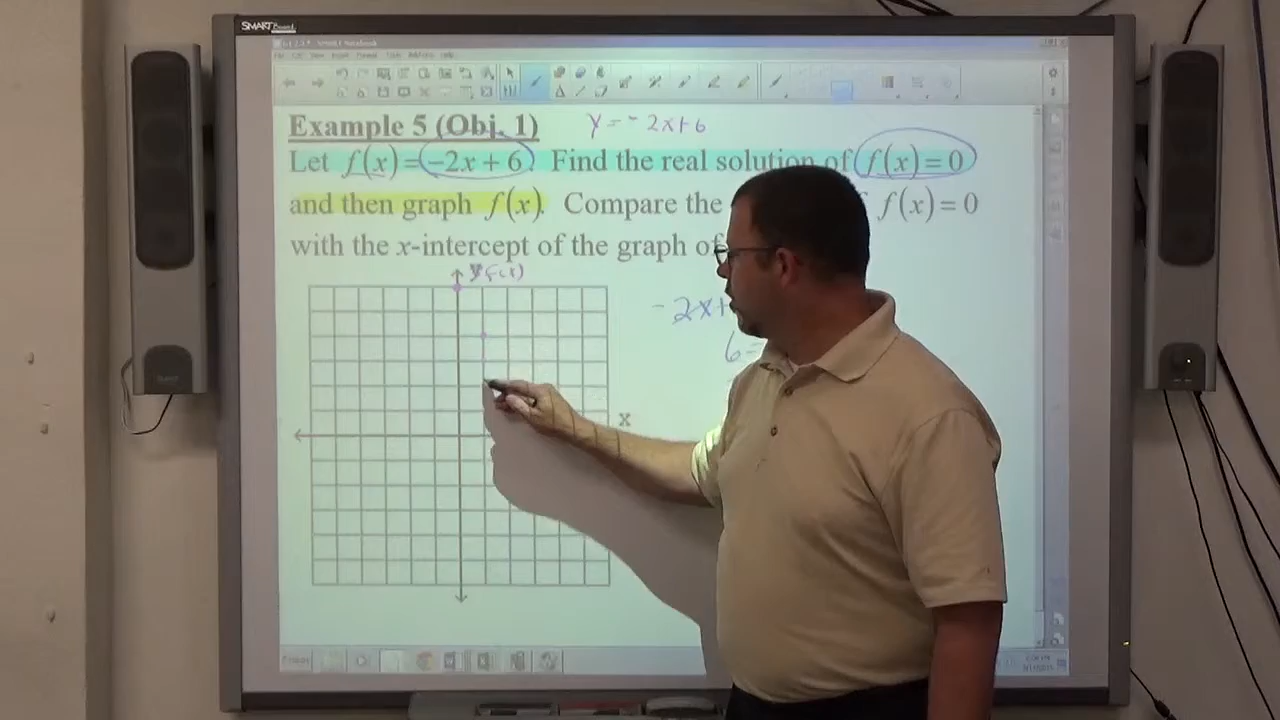 SMART Board
Example 5 (Obj. 1)
y = -2x+6
Let f(x) = -2x + 6. Find the real solution of f(x) = 0
and then graph f(x). Compare the f(x) = 0
with the x-intercept of the graph of
y f(x)
-2x+
6=
x